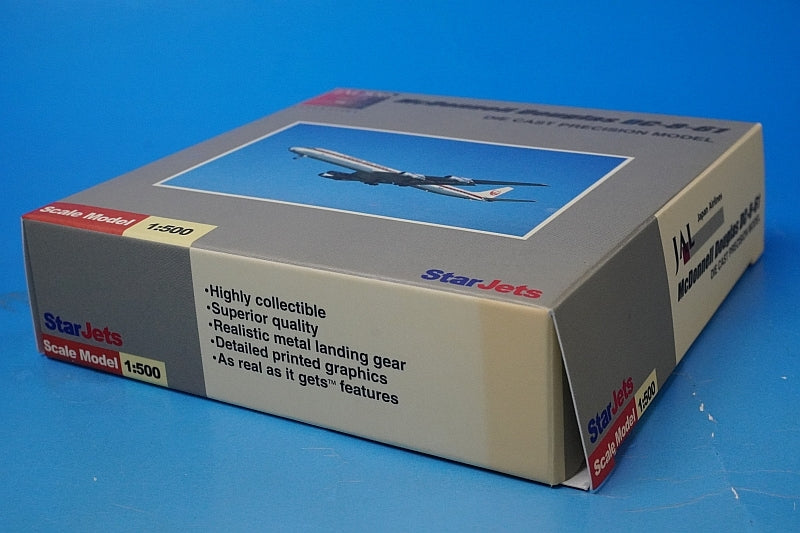 McDonnell Douglas DC-8-61
DIE CAST PRECISION MODEL
Scale Model 1:500
StarJets
StarJets
Scale Model 1:500
•Highly collectible
•Superior quality
•Realistic metal landing gear
•Detailed printed graphics
•As real as it gets™ features
JAL
Japan Airlines
McDonnell Douglas DC-8-61
DIE CAST PRECISION MODEL
StarJets
Scale Model 1:500